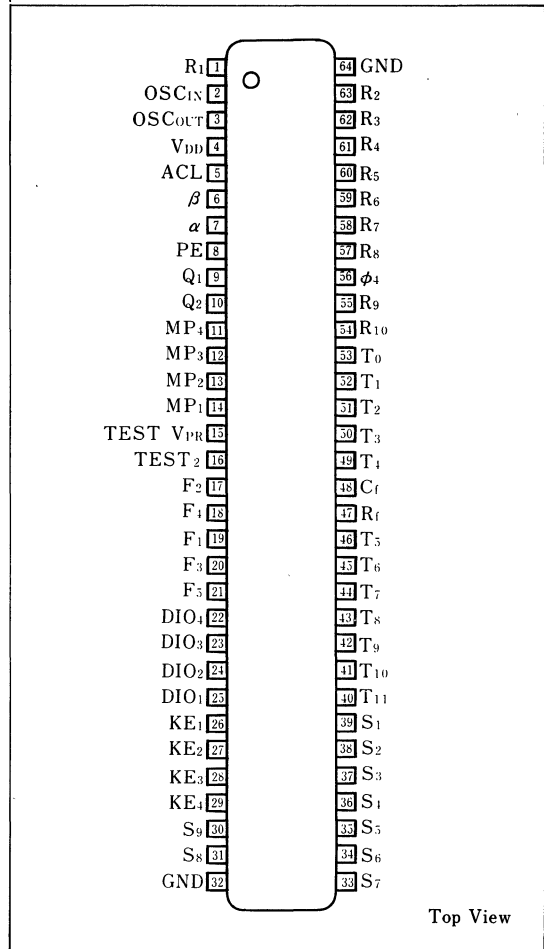 R₁ 1 64 GND
OSC_IN 2 63 R₂
OSC_OUT 3 62 R₃
V_DD 4 61 R₄
ACL 5 60 R₅
β 6 59 R₆
α 7 58 R₇
PE 8 57 R₈
Q₁ 9 56 ϕ₄
Q₂ 10 55 R₉
MP₄ 11 54 R₁₀
MP₃ 12 53 T₀
MP₂ 13 52 T₁
MP₁ 14 51 T₂
TEST V_PR 15 50 T₃
TEST₂ 16 49 T₄
F₂ 17 48 C_f
F₄ 18 47 R_f
F₁ 19 46 T₅
F₃ 20 45 T₆
F₅ 21 44 T₇
DIO₄ 22 43 T₈
DIO₃ 23 42 T₉
DIO₂ 24 41 T₁₀
DIO₁ 25 40 T₁₁
KE₁ 26 39 S₁
KE₂ 27 38 S₂
KE₃ 28 37 S₃
KE₄ 29 36 S₄
S₉ 30 35 S₅
S₈ 31 34 S₆
GND 32 33 S₇
Top View